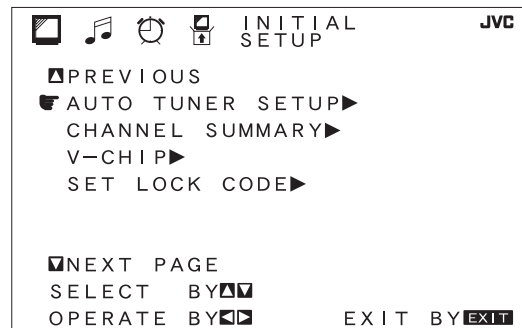 INITIAL SETUP JVC
PREVIOUS
AUTO TUNER SETUP▶
CHANNEL SUMMARY▶
V-CHIP▶
SET LOCK CODE▶
NEXT PAGE
SELECT BY▲▼
OPERATE BY◀▶ EXIT BY EXIT